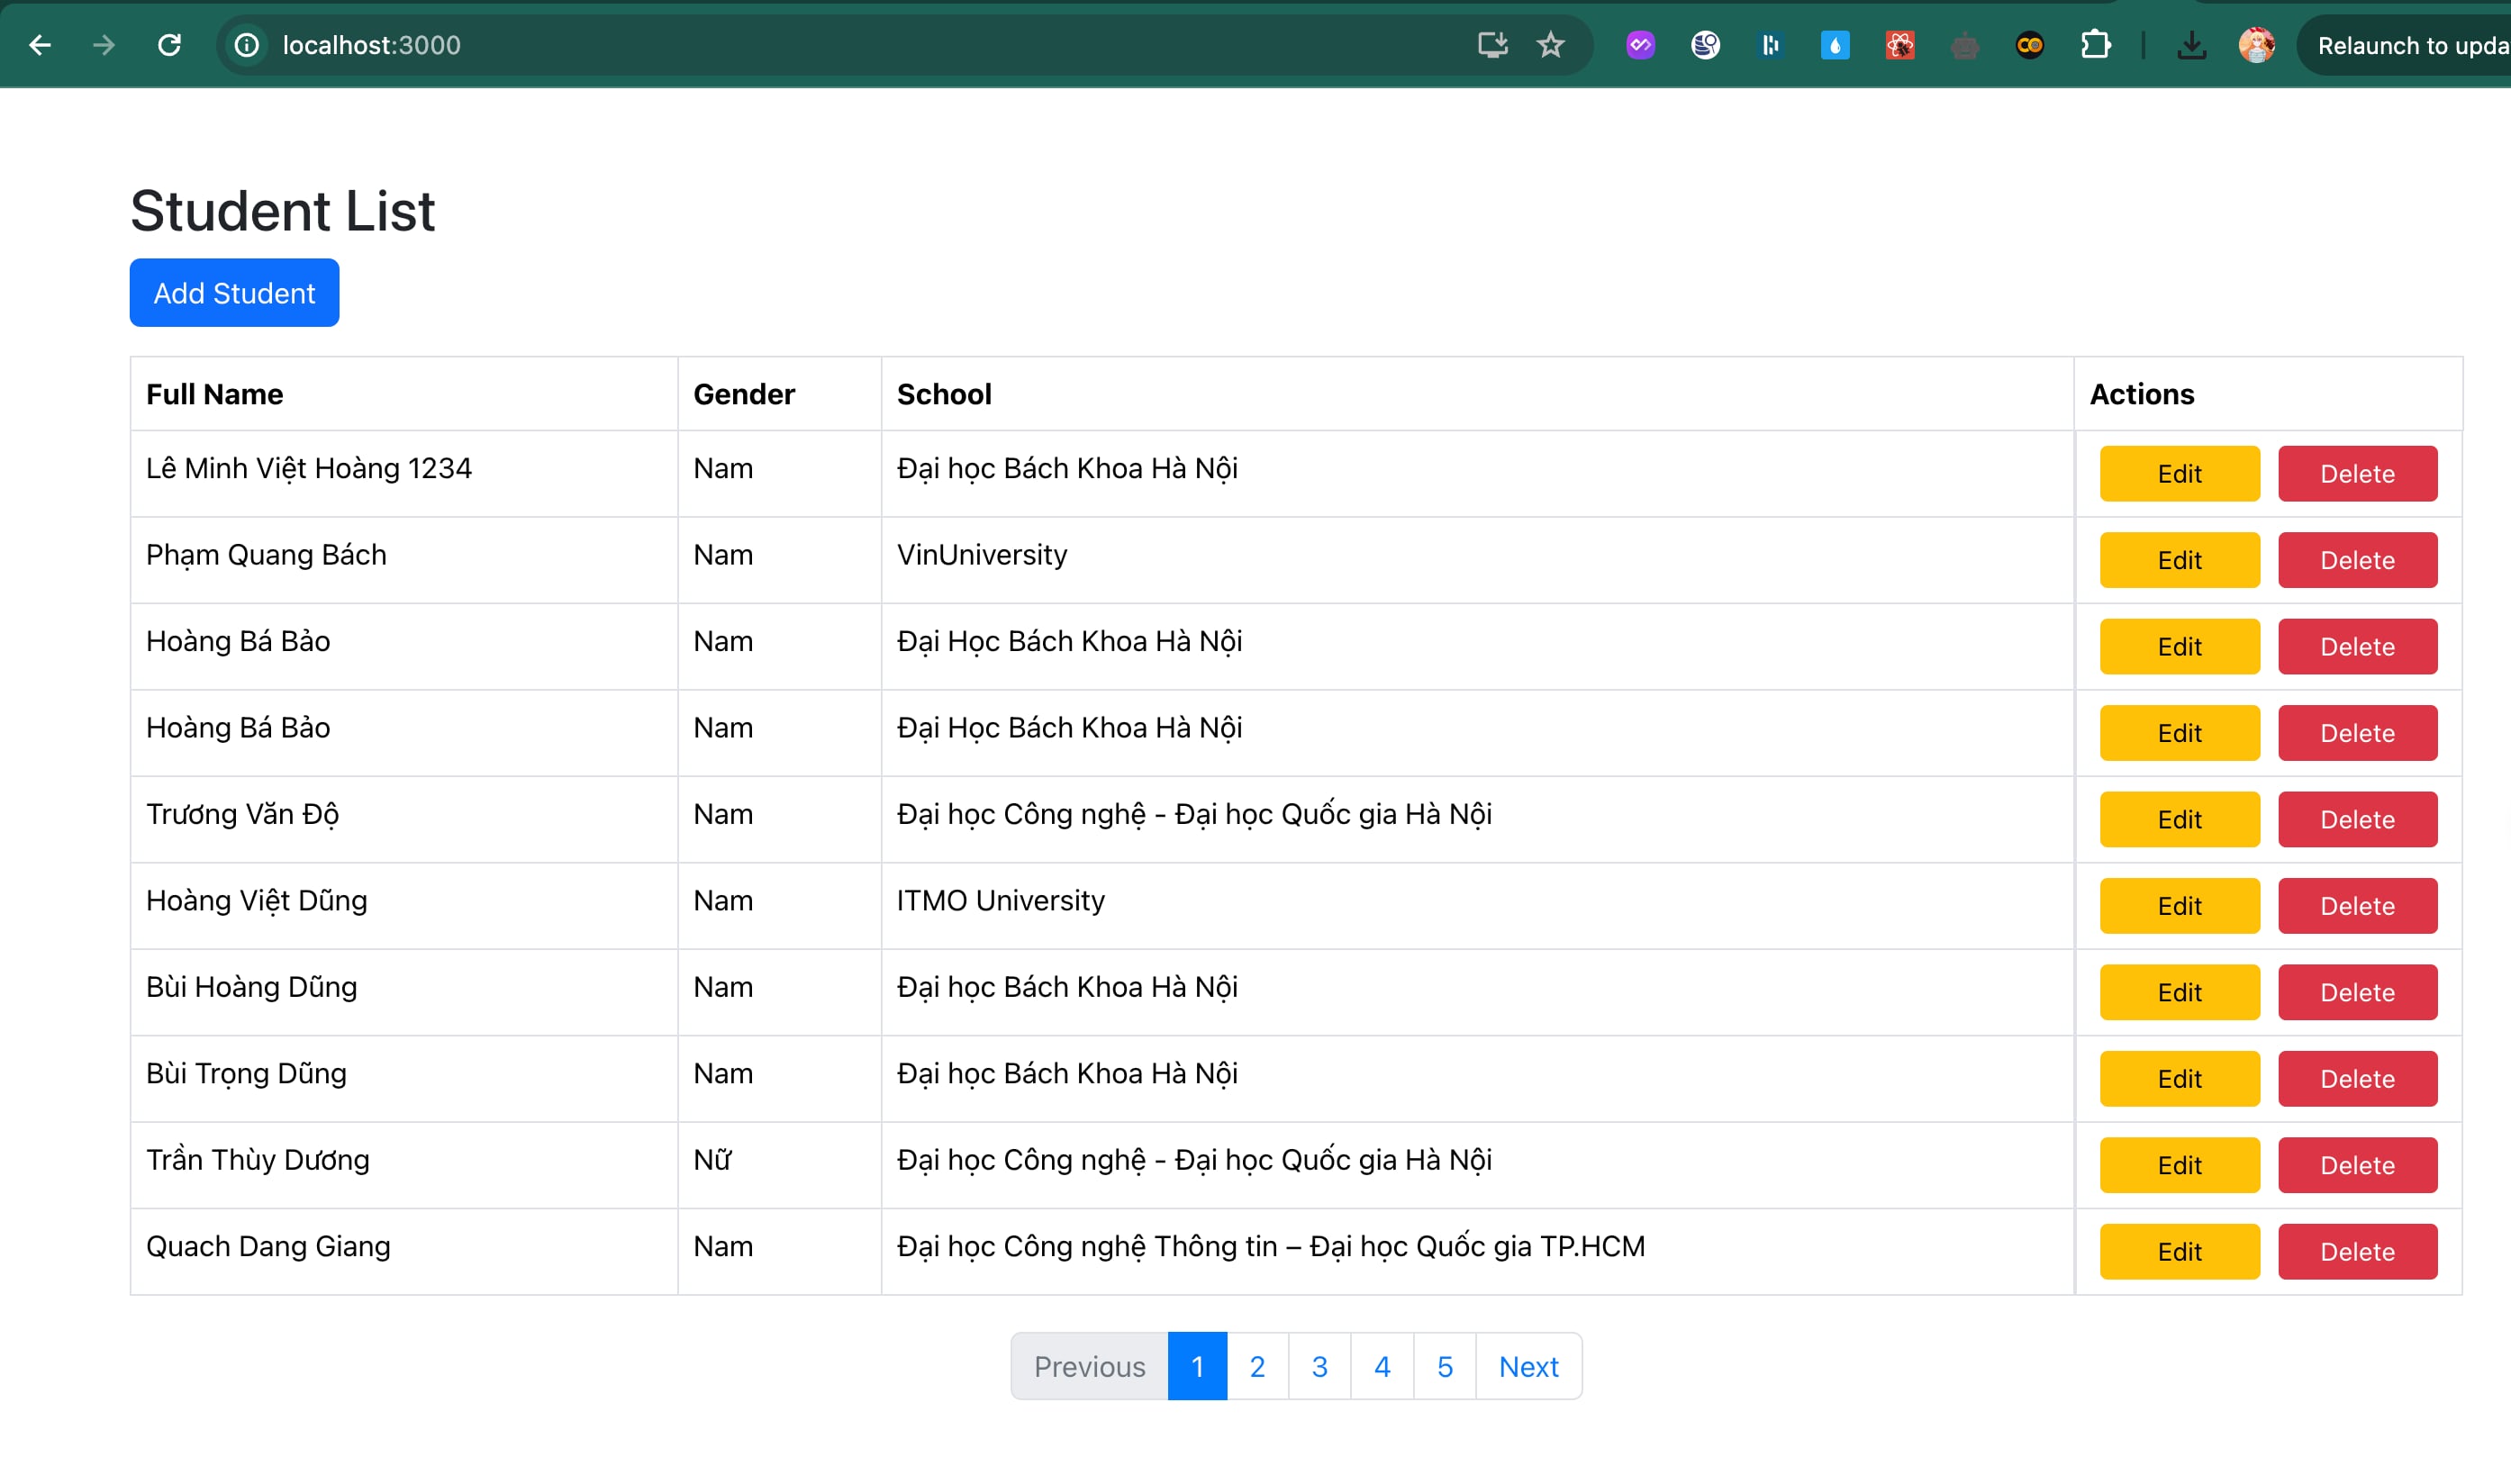 localhost:3000
Relaunch to upda
Student List
Add Student
Full Name Gender School Actions
Lê Minh Việt Hoàng 1234 Nam Đại học Bách Khoa Hà Nội Edit Delete
Phạm Quang Bách Nam VinUniversity Edit Delete
Hoàng Bá Bảo Nam Đại Học Bách Khoa Hà Nội Edit Delete
Hoàng Bá Bảo Nam Đại Học Bách Khoa Hà Nội Edit Delete
Trương Văn Độ Nam Đại học Công nghệ - Đại học Quốc gia Hà Nội Edit Delete
Hoàng Việt Dũng Nam ITMO University Edit Delete
Bùi Hoàng Dũng Nam Đại học Bách Khoa Hà Nội Edit Delete
Bùi Trọng Dũng Nam Đại học Bách Khoa Hà Nội Edit Delete
Trần Thùy Dương Nữ Đại học Công nghệ - Đại học Quốc gia Hà Nội Edit Delete
Quach Dang Giang Nam Đại học Công nghệ Thông tin – Đại học Quốc gia TP.HCM Edit Delete
Previous 1 2 3 4 5 Next